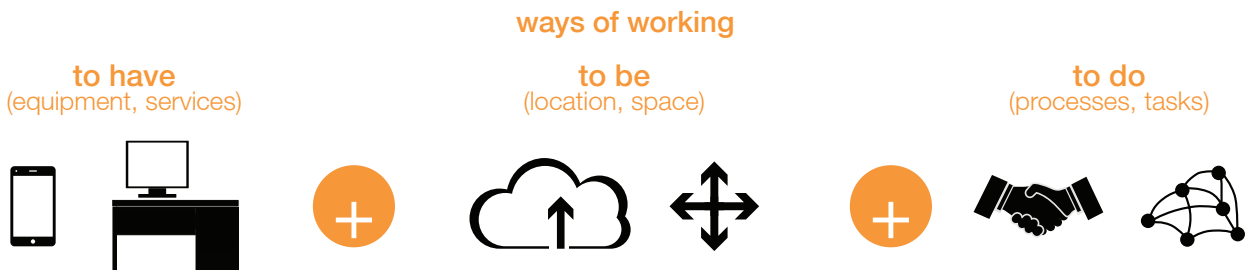 ways of working
to have
(equipment, services)
to be
(location, space)
to do
(processes, tasks)
+
+